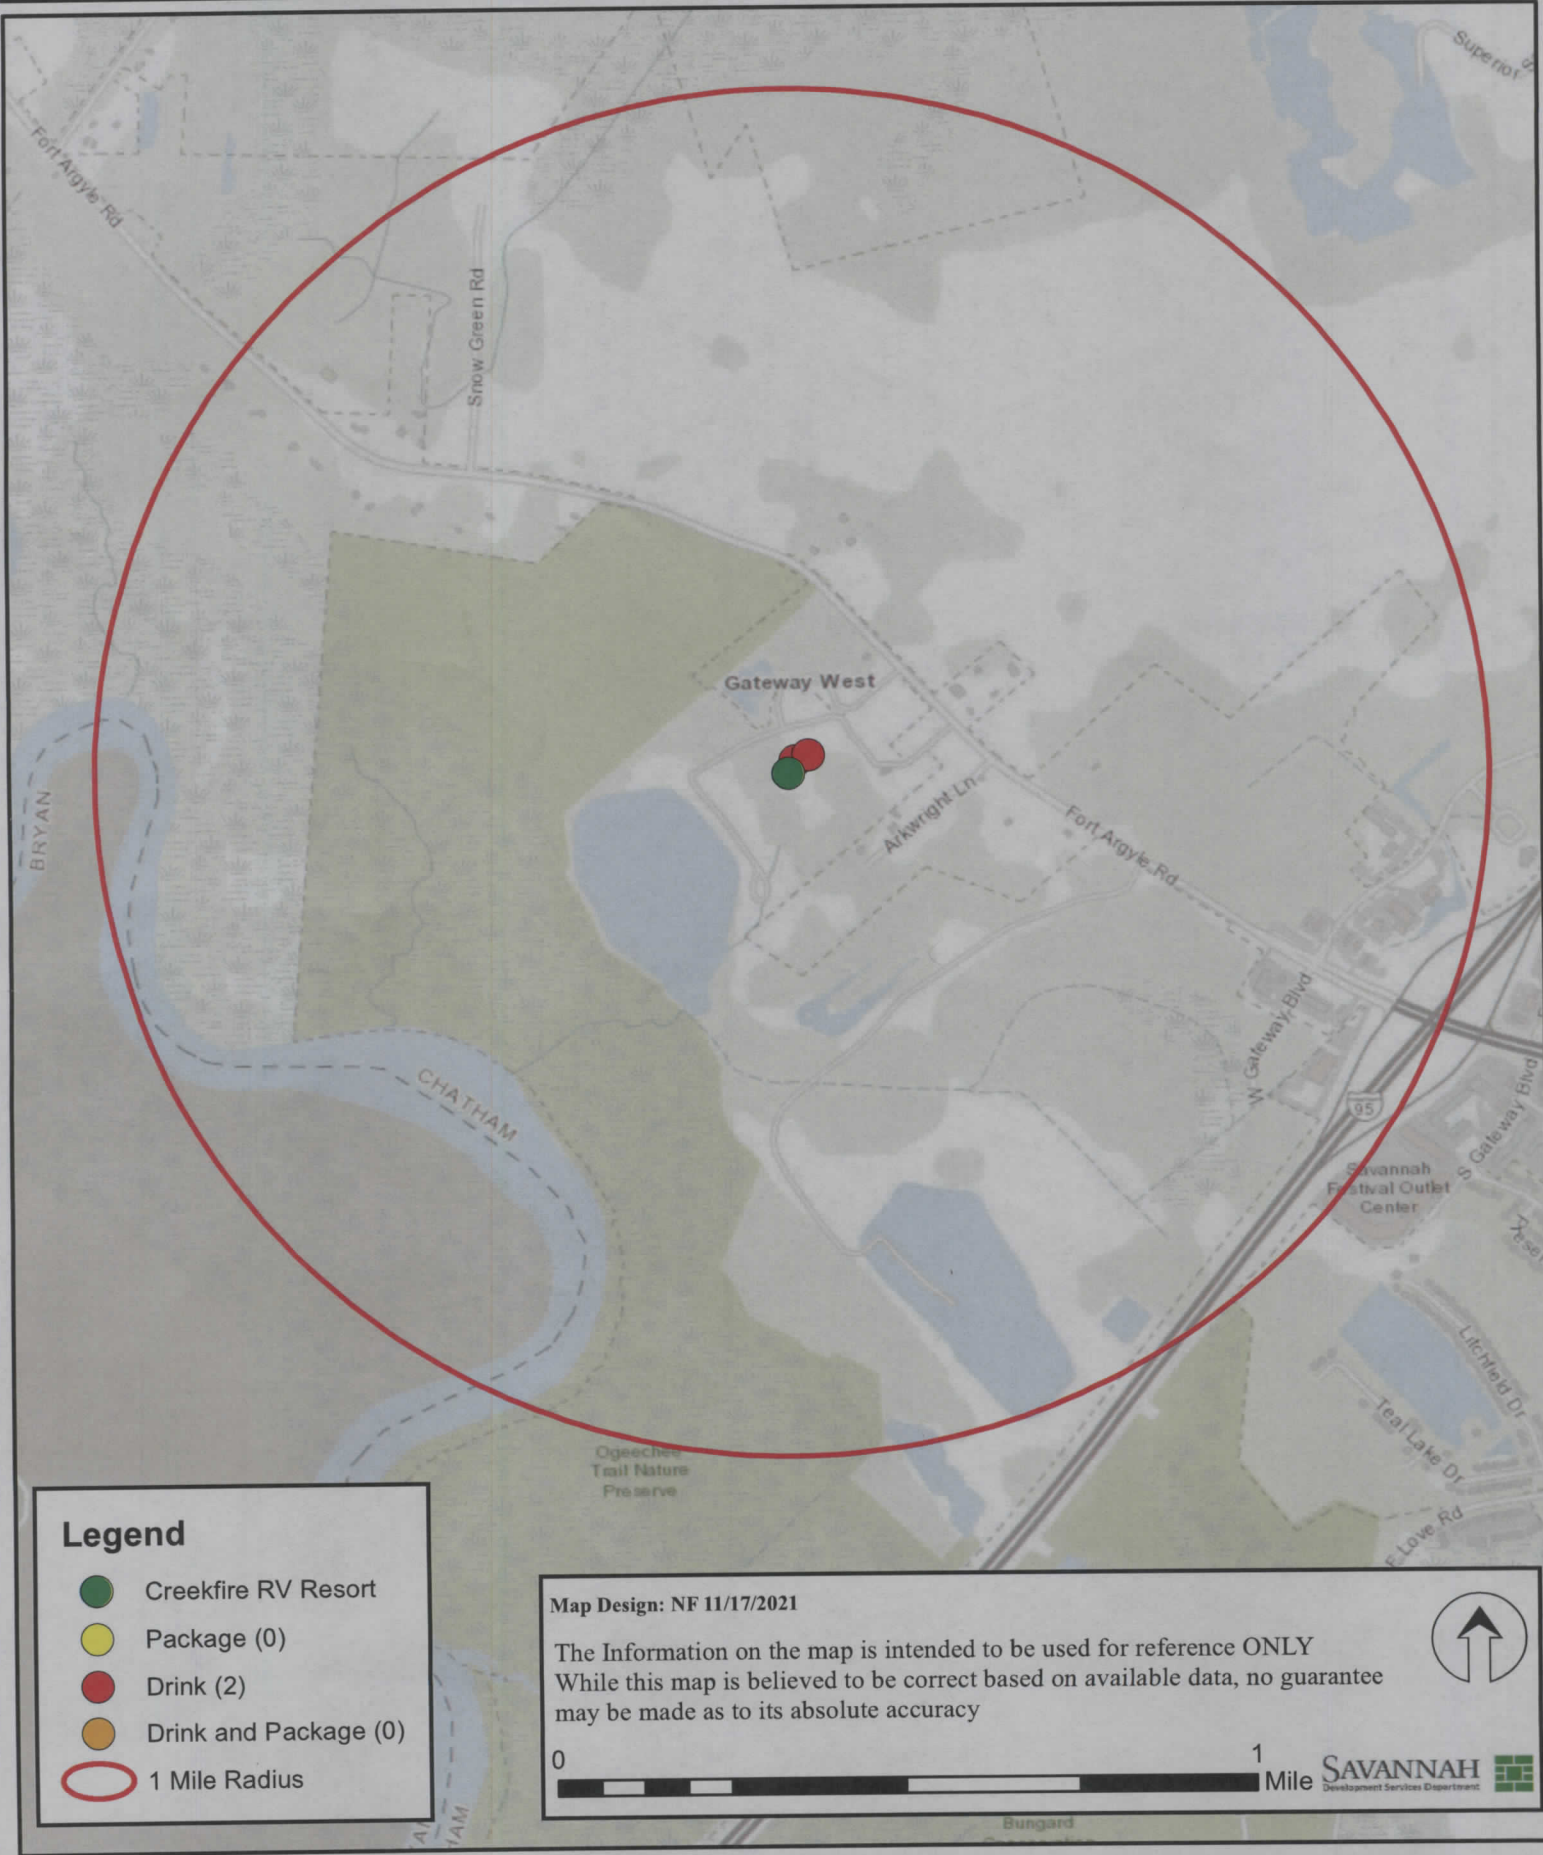 Superior
Fort Argyle Rd
Snow Green Rd
Gateway West
BRYAN
Arkwright Ln
Fort Argyle Rd
W Gateway Blvd
CHATHAM
95
S Gateway Blvd
Savannah
Festival Outlet
Center
Litchfield Dr
Teal Lake Dr
Ogeechee
Trail Nature
Preserve
E Love Rd
Legend
Creekfire RV Resort
Package (0)
Drink (2)
Drink and Package (0)
1 Mile Radius
Map Design: NF 11/17/2021
The Information on the map is intended to be used for reference ONLY
While this map is believed to be correct based on available data, no guarantee
may be made as to its absolute accuracy
0 1
Mile
SAVANNAH
Development Services Department
Bungard